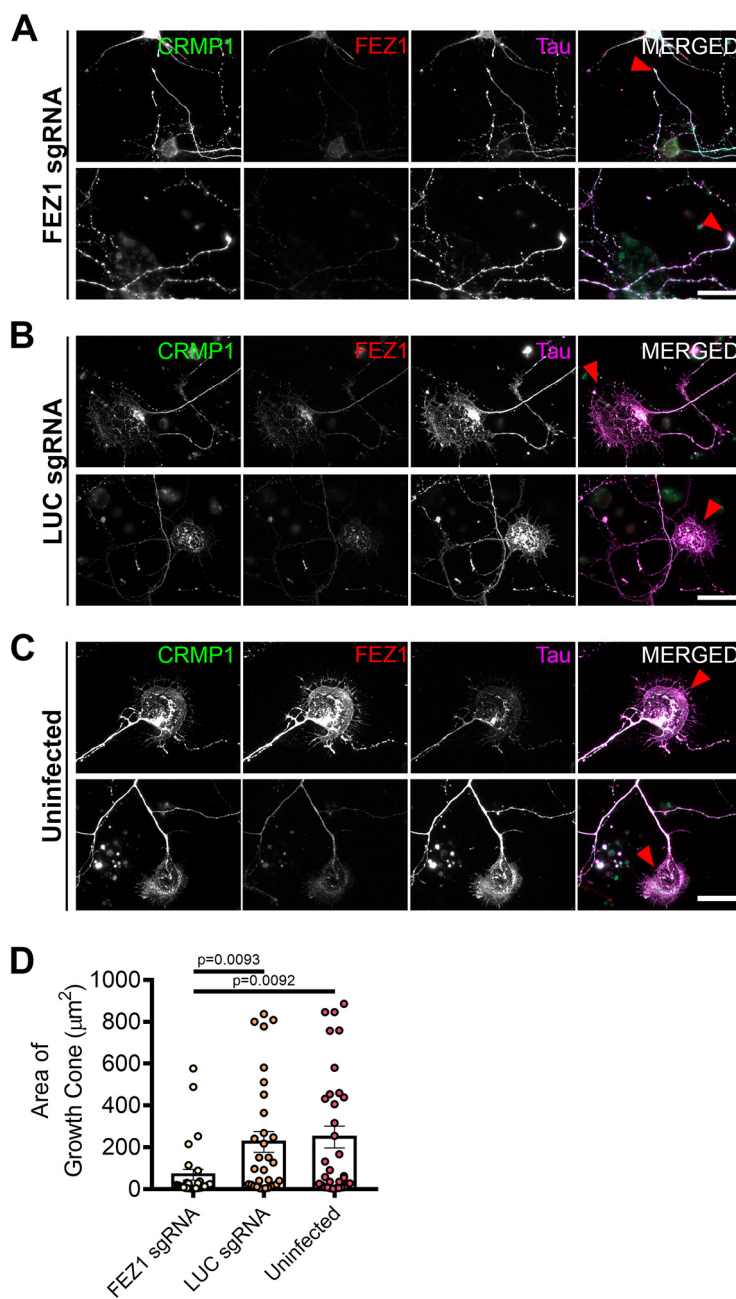 A
FEZ1 sgRNA
CRMP1 FEZ1 Tau MERGED
B
LUC sgRNA
CRMP1 FEZ1 Tau MERGED
C
Uninfected
CRMP1 FEZ1 Tau MERGED
D
p=0.0093
p=0.0092
Area of
Growth Cone (μm²)
1000
800
600
400
200
0
FEZ1 sgRNA
LUC sgRNA
Uninfected